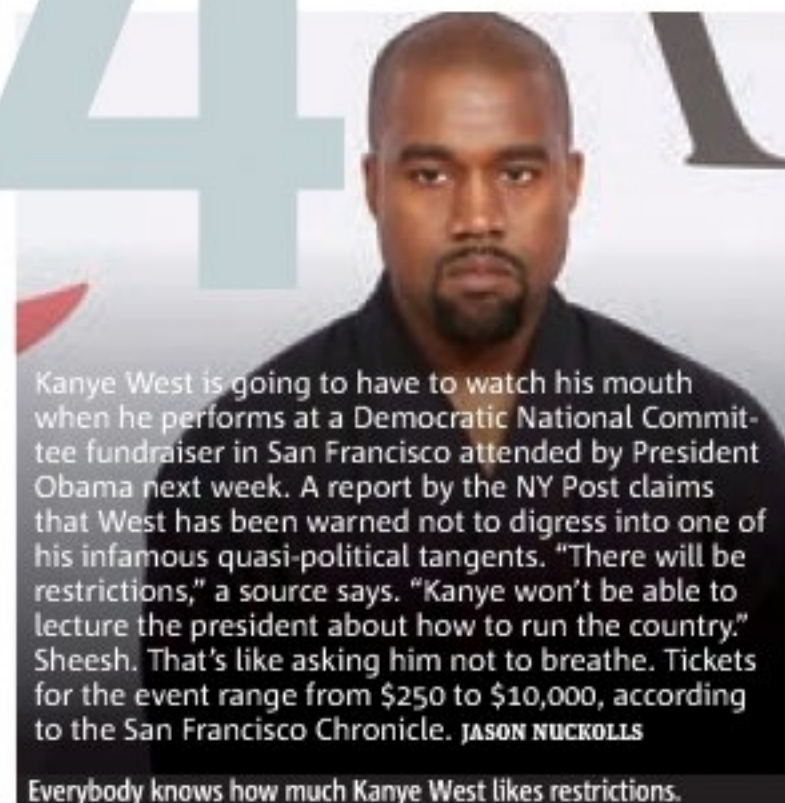 4
Kanye West is going to have to watch his mouth
when he performs at a Democratic National Commit-
tee fundraiser in San Francisco attended by President
Obama next week. A report by the NY Post claims
that West has been warned not to digress into one of
his infamous quasi-political tangents. “There will be
restrictions,” a source says. “Kanye won’t be able to
lecture the president about how to run the country.”
Sheesh. That’s like asking him not to breathe. Tickets
for the event range from $250 to $10,000, according
to the San Francisco Chronicle. JASON NUCKOLLS
Everybody knows how much Kanye West likes restrictions.